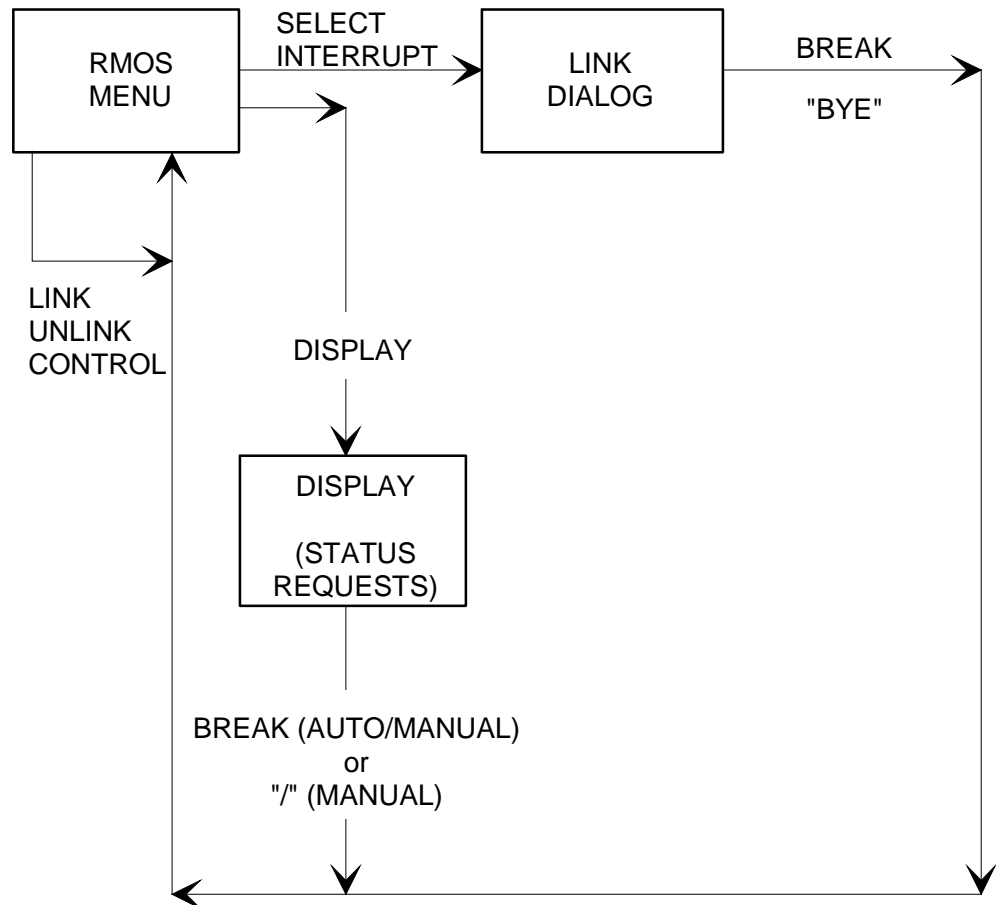 RMOS
MENU
SELECT
INTERRUPT
LINK
DIALOG
BREAK
"BYE"
LINK
UNLINK
CONTROL
DISPLAY
DISPLAY
(STATUS
REQUESTS)
BREAK (AUTO/MANUAL)
or
"/" (MANUAL)